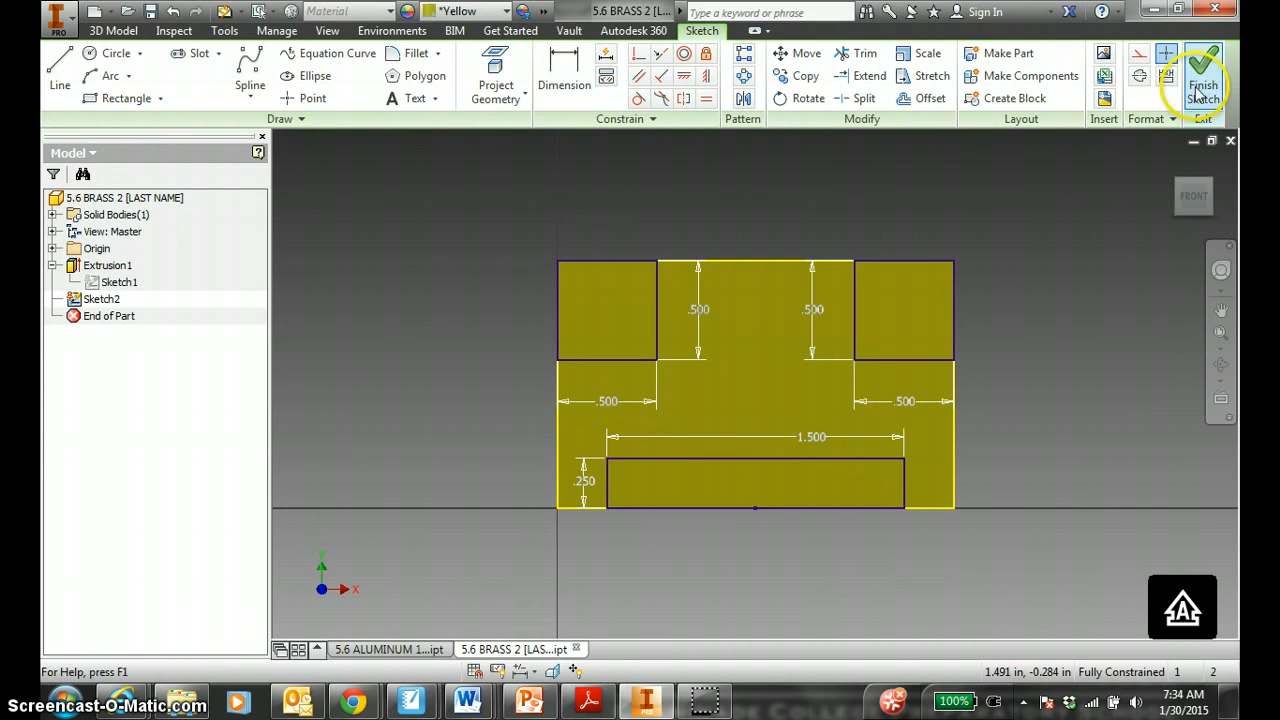 PRO
Material
*Yellow
5.6 BRASS 2 [L...
Type a keyword or phrase
Sign In
3D Model
Inspect
Tools
Manage
View
Environments
BIM
Get Started
Vault
Autodesk 360
Sketch
Line
Circle
Arc
Rectangle
Slot
Spline
Equation Curve
Ellipse
Point
Fillet
Polygon
Text
Project
Geometry
Dimension
Move
Copy
Rotate
Trim
Extend
Split
Scale
Stretch
Offset
Make Part
Make Components
Create Block
Finish
Sketch
Draw
Constrain
Pattern
Modify
Layout
Insert
Format
Exit
Model
5.6 BRASS 2 [LAST NAME]
Solid Bodies(1)
View: Master
Origin
Extrusion1
Sketch1
Sketch2
End of Part
FRONT
.500
.500
.500
.500
1.500
.250
Y
X
A
5.6 ALUMINUM 1...ipt
5.6 BRASS 2 [LAS...ipt
For Help, press F1
1.491 in, -0.284 in
Fully Constrained
1
2
100%
7:34 AM
1/30/2015
Screencast-O-Matic.com